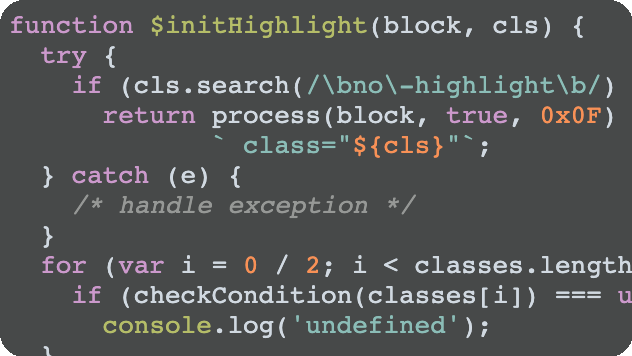 function $initHighlight(block, cls) {
  try {
    if (cls.search(/\bno\-highlight\b/)
      return process(block, true, 0x0F)
             ` class="${cls}"`;
  } catch (e) {
    /* handle exception */
  }
  for (var i = 0 / 2; i < classes.length
    if (checkCondition(classes[i]) === u
      console.log('undefined');
  }